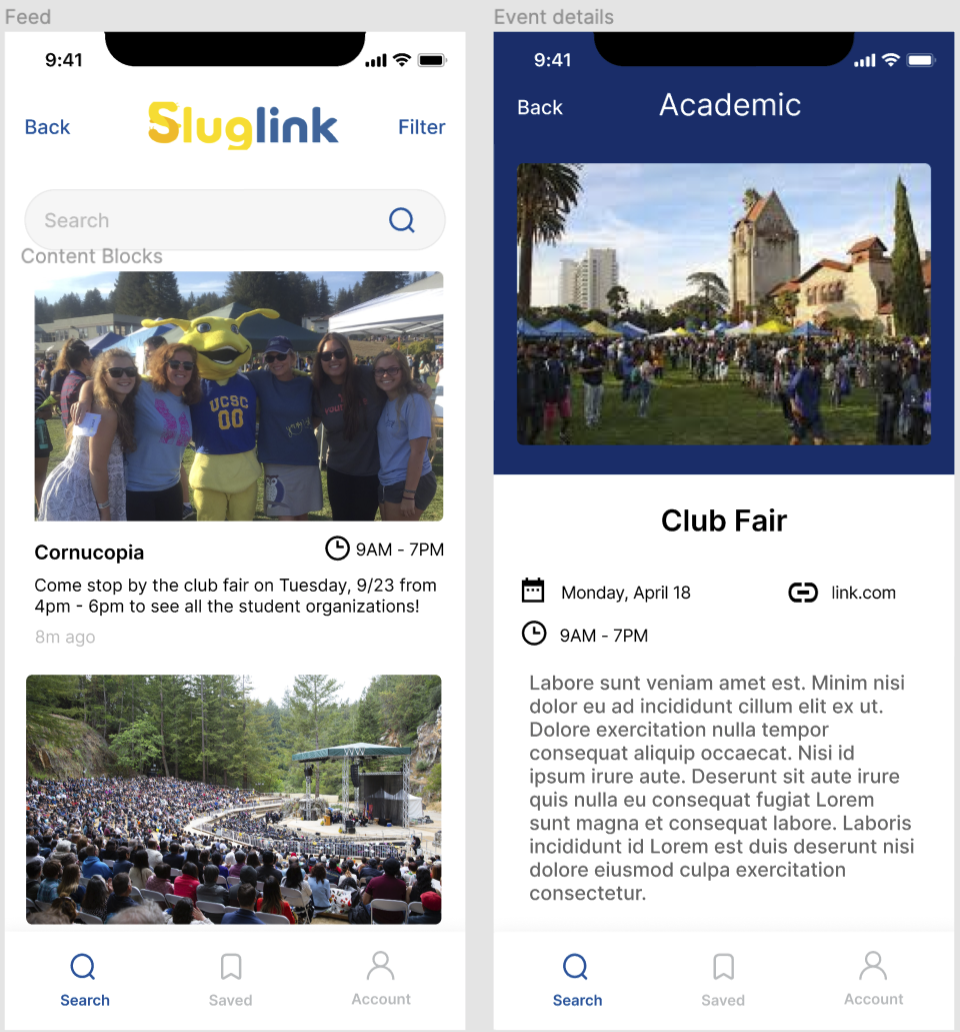 Feed
9:41
Back
Sluglink
Filter
Search
Content Blocks
UCSC
00
Cornucopia
9AM - 7PM
Come stop by the club fair on Tuesday, 9/23 from
4pm - 6pm to see all the student organizations!
8m ago
Search
Saved
Account
Event details
9:41
Back
Academic
Club Fair
Monday, April 18
link.com
9AM - 7PM
Labore sunt veniam amet est. Minim nisi
dolor eu ad incididunt cillum elit ex ut.
Dolore exercitation nulla tempor
consequat aliquip occaecat. Nisi id
ipsum irure aute. Deserunt sit aute irure
quis nulla eu consequat fugiat Lorem
sunt magna et consequat labore. Laboris
incididunt id Lorem est duis deserunt nisi
dolore eiusmod culpa exercitation
consectetur.
Search
Saved
Account